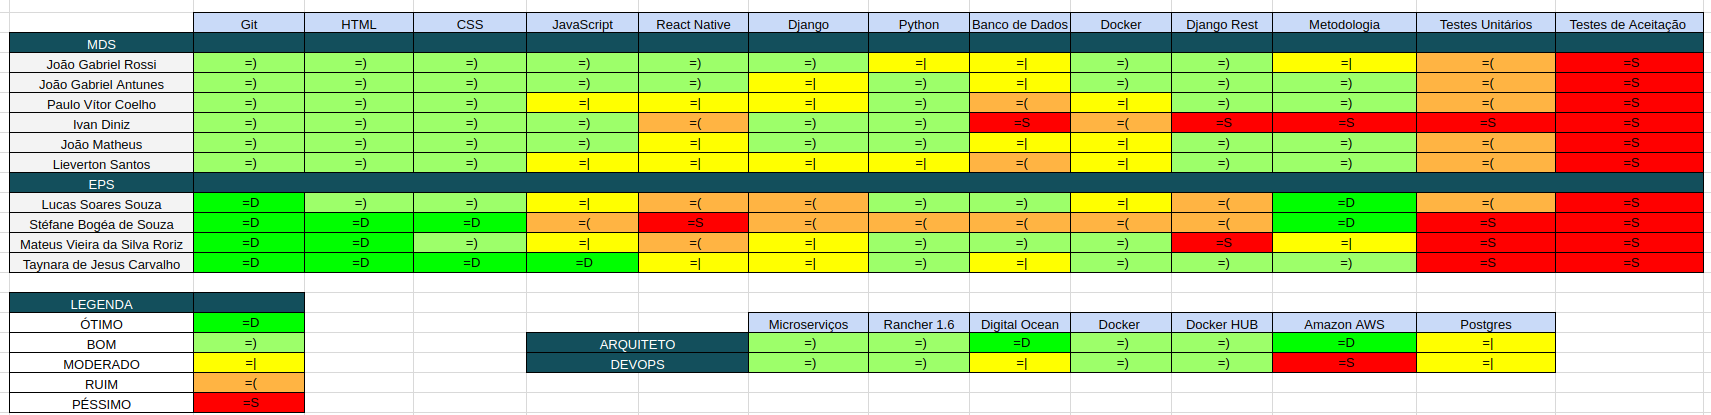 Git HTML CSS JavaScript React Native Django Python Banco de Dados Docker Django Rest Metodologia Testes Unitários Testes de Aceitação
MDS
João Gabriel Rossi =) =) =) =) =) =) =| =| =) =) =| =( =S
João Gabriel Antunes =) =) =) =) =) =| =) =| =) =) =) =( =S
Paulo Vítor Coelho =) =) =) =| =| =| =) =( =| =) =) =( =S
Ivan Diniz =) =) =) =) =( =) =) =S =( =S =S =S =S
João Matheus =) =) =) =) =| =) =) =| =| =) =) =( =S
Lieverton Santos =) =) =) =| =| =| =| =( =| =) =) =( =S
EPS
Lucas Soares Souza =D =) =) =| =( =( =) =) =| =( =D =( =S
Stéfane Bogéa de Souza =D =D =D =( =S =( =( =( =( =( =D =S =S
Mateus Vieira da Silva Roriz =D =D =) =| =( =| =) =) =) =S =| =S =S
Taynara de Jesus Carvalho =D =D =D =D =| =| =) =| =) =) =) =S =S
LEGENDA
ÓTIMO =D
BOM =)
MODERADO =|
RUIM =(
PÉSSIMO =S
Microserviços Rancher 1.6 Digital Ocean Docker Docker HUB Amazon AWS Postgres
ARQUITETO =) =) =D =) =) =D =|
DEVOPS =) =) =| =) =) =S =|